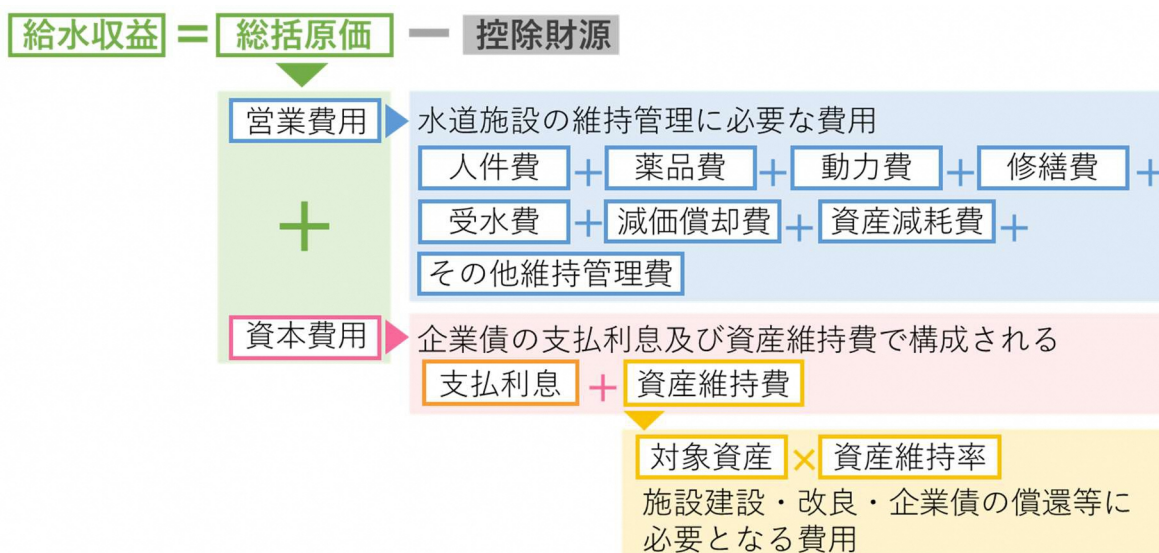 給水収益 = 総括原価 － 控除財源
営業費用 水道施設の維持管理に必要な費用
人件費 + 薬品費 + 動力費 + 修繕費 +
+ 受水費 + 減価償却費 + 資産減耗費 +
その他維持管理費
資本費用 企業債の支払利息及び資産維持費で構成される
支払利息 + 資産維持費
対象資産 × 資産維持率
施設建設・改良・企業債の償還等に
必要となる費用